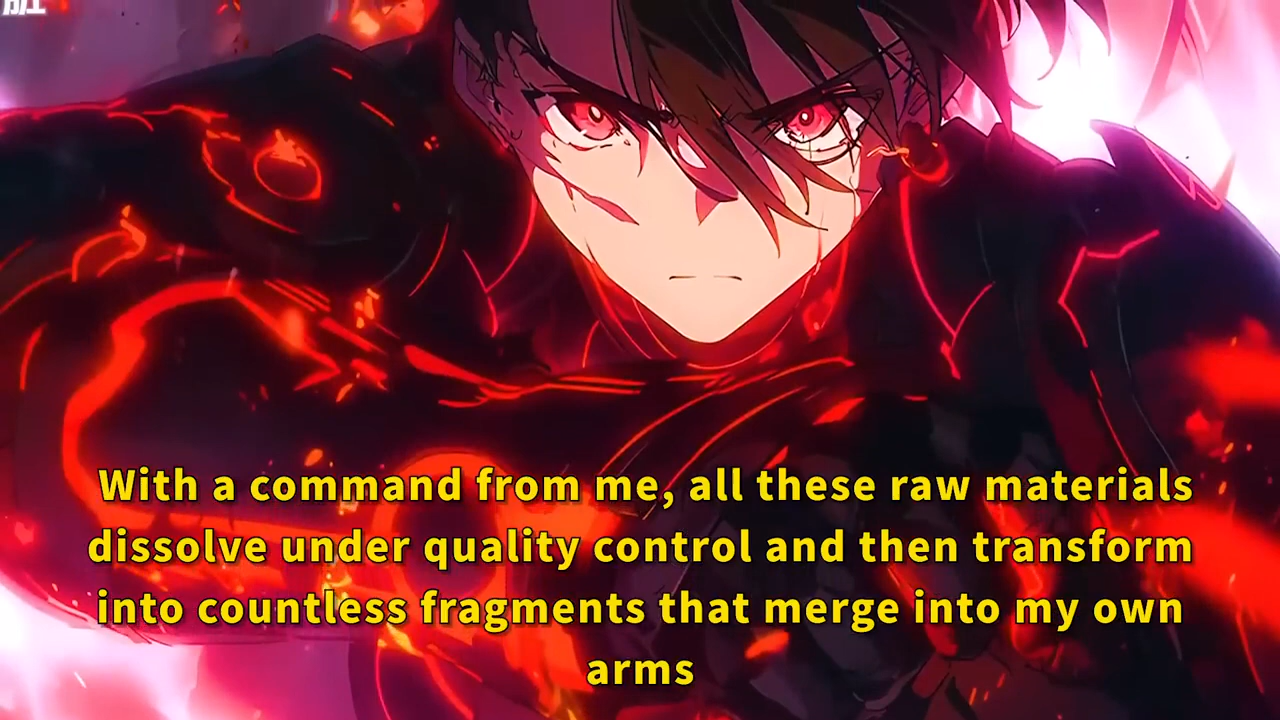 With a command from me, all these raw materials
dissolve under quality control and then transform
into countless fragments that merge into my own
arms